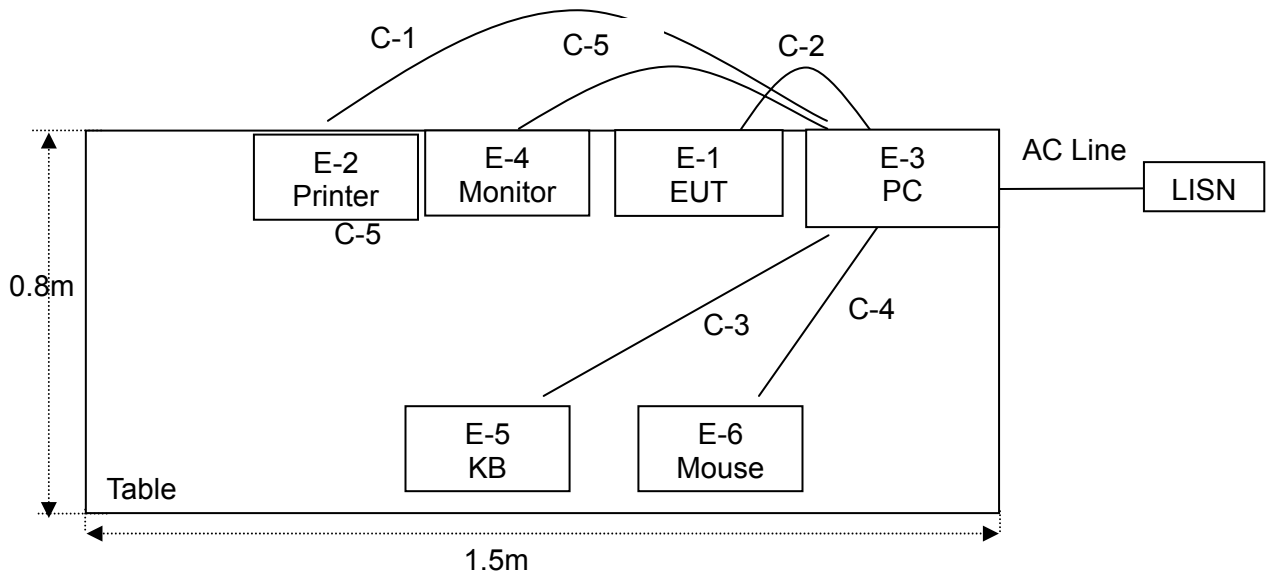 C-1
C-5
C-2
E-2
Printer
E-4
Monitor
E-1
EUT
E-3
PC
AC Line
LISN
C-5
0.8m
C-3
C-4
E-5
KB
E-6
Mouse
Table
1.5m